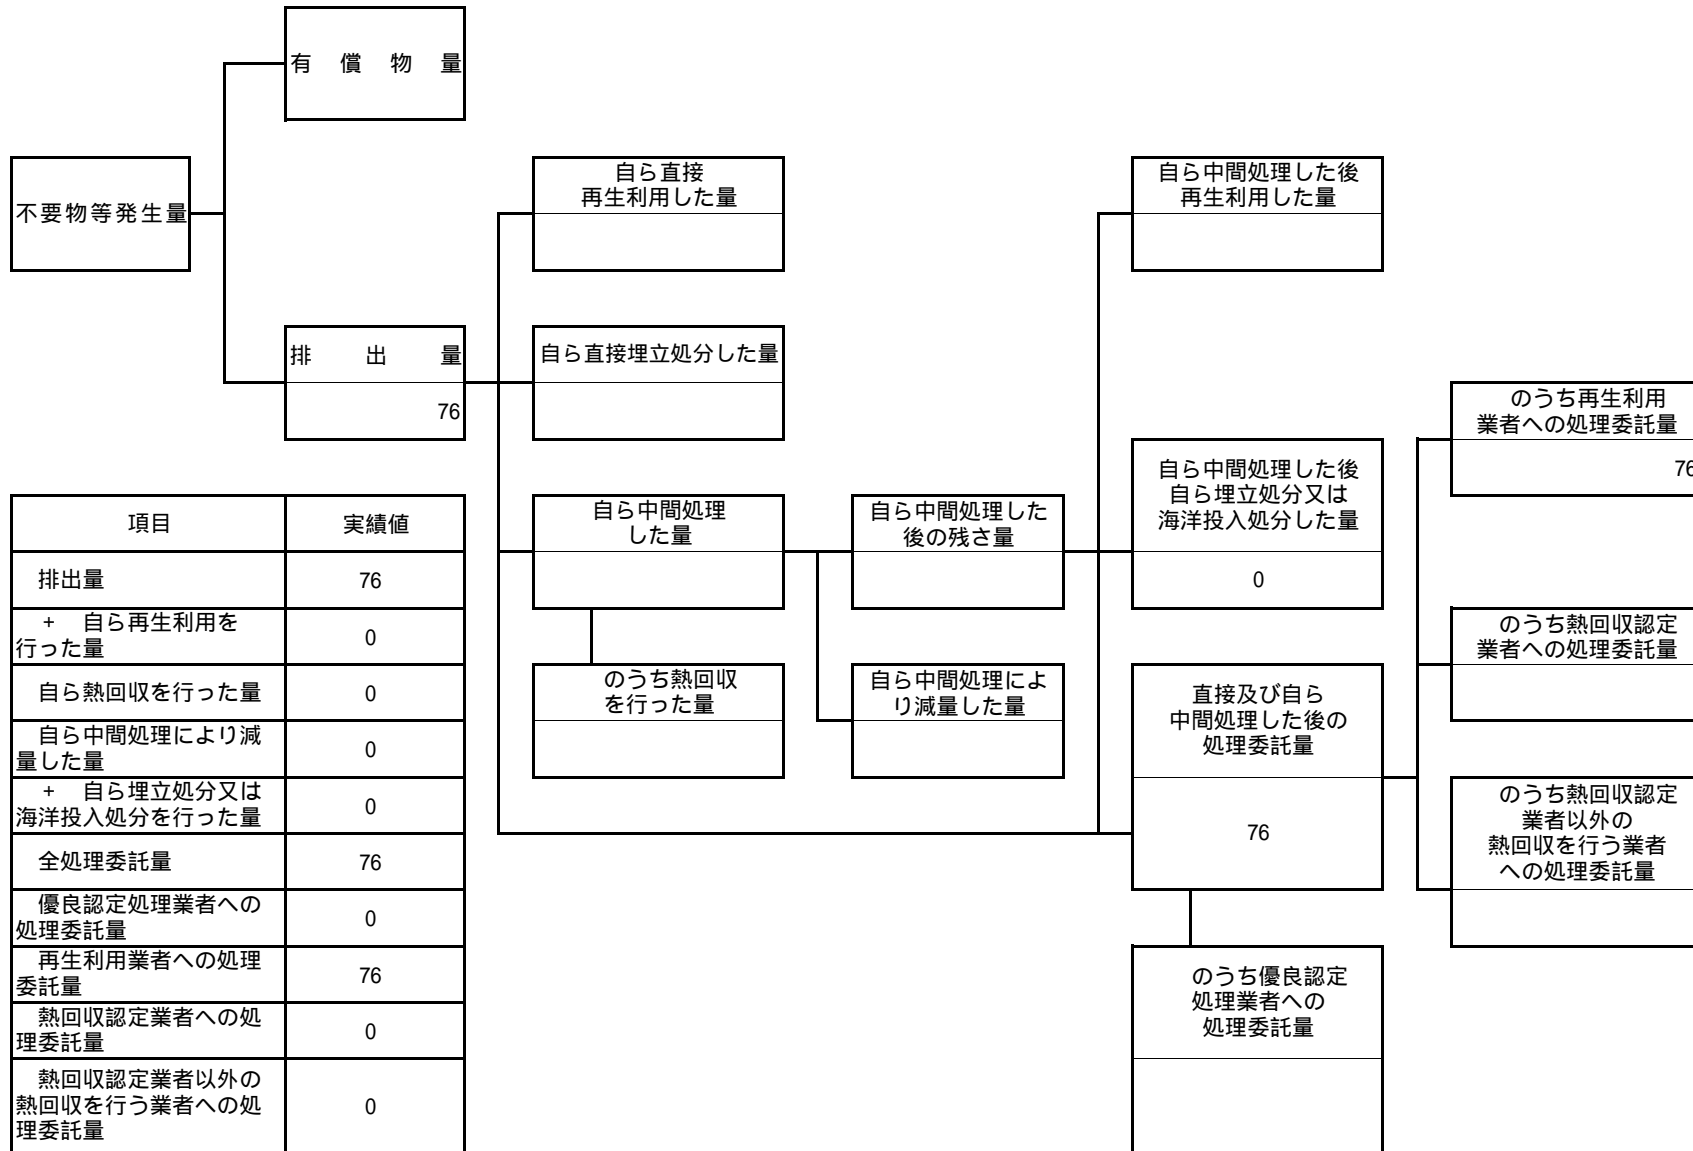 有償物量
不要物等発生量
自ら直接
再生利用した量
自ら中間処理した後
再生利用した量
排出量
76
自ら直接埋立処分した量
のうち再生利用
業者への処理委託量
76
自ら中間処理した後
自ら埋立処分又は
海洋投入処分した量
0
自ら中間処理
した量
自ら中間処理した
後の残さ量
のうち熱回収認定
業者への処理委託量
のうち熱回収
を行った量
自ら中間処理によ
り減量した量
直接及び自ら
中間処理した後の
処理委託量
76
のうち熱回収認定
業者以外の
熱回収を行う業者
への処理委託量
のうち優良認定
処理業者への
処理委託量
項目 実績値
排出量 76
+ 自ら再生利用を
行った量 0
自ら熱回収を行った量 0
自ら中間処理により減
量した量 0
+ 自ら埋立処分又は
海洋投入処分を行った量 0
全処理委託量 76
優良認定処理業者への
処理委託量 0
再生利用業者への処理
委託量 76
熱回収認定業者への処
理委託量 0
熱回収認定業者以外の
熱回収を行う業者への処
理委託量 0